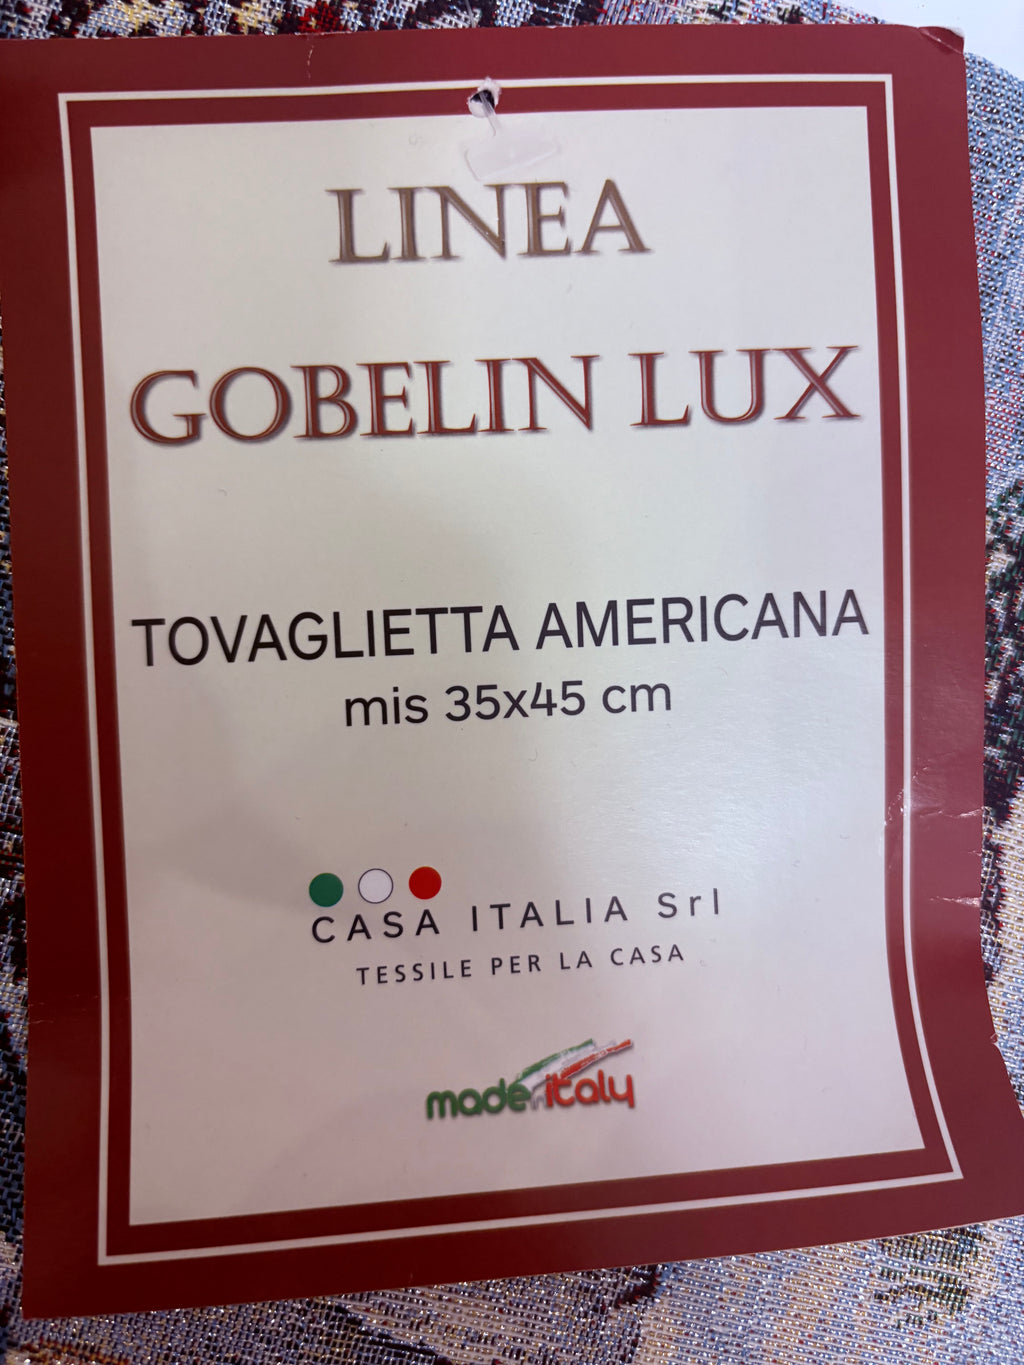 LINEA
GOBELIN LUX
TOVAGLIETTA AMERICANA
mis 35x45 cm
CASA ITALIA Srl
TESSILE PER LA CASA
made in italy